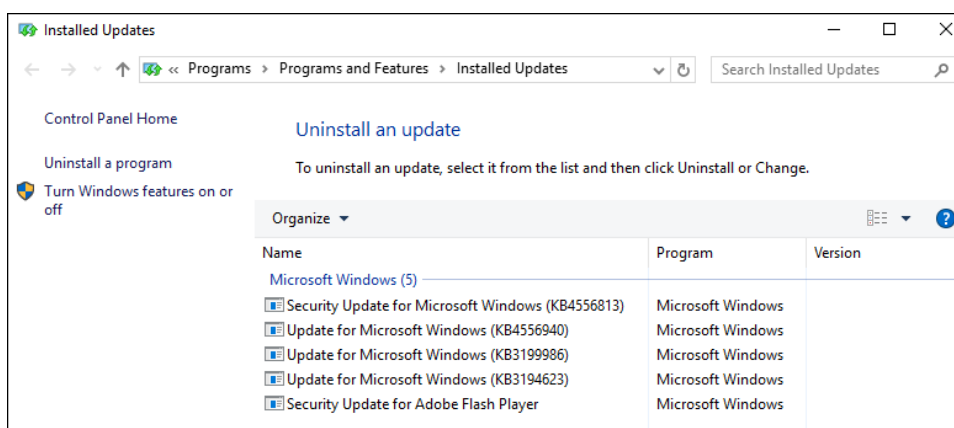 Installed Updates
« Programs > Programs and Features > Installed Updates
Search Installed Updates
Control Panel Home
Uninstall a program
Turn Windows features on or
off
Uninstall an update
To uninstall an update, select it from the list and then click Uninstall or Change.
Organize
?
Name Program Version
Microsoft Windows (5)
Security Update for Microsoft Windows (KB4556813) Microsoft Windows
Update for Microsoft Windows (KB4556940) Microsoft Windows
Update for Microsoft Windows (KB3199986) Microsoft Windows
Update for Microsoft Windows (KB3194623) Microsoft Windows
Security Update for Adobe Flash Player Microsoft Windows